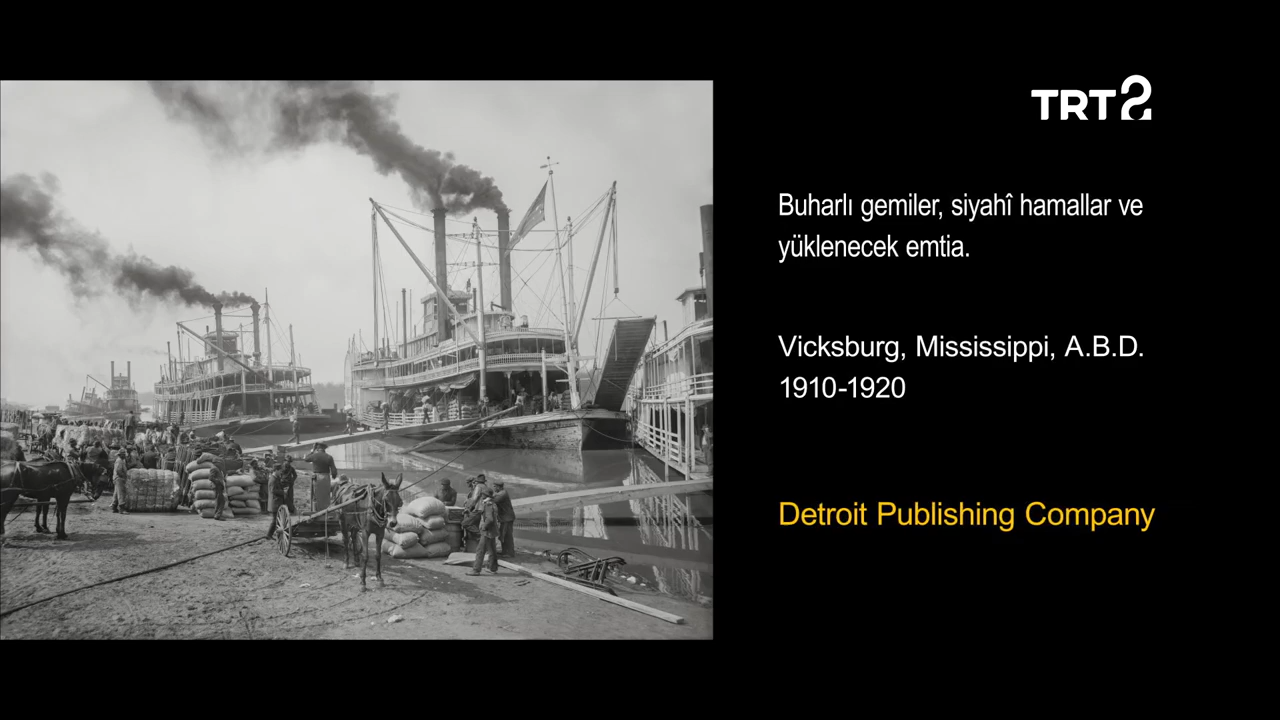 TRT2
Buharlı gemiler, siyahî hamallar ve
yüklenecek emtia.
Vicksburg, Mississippi, A.B.D.
1910-1920
Detroit Publishing Company